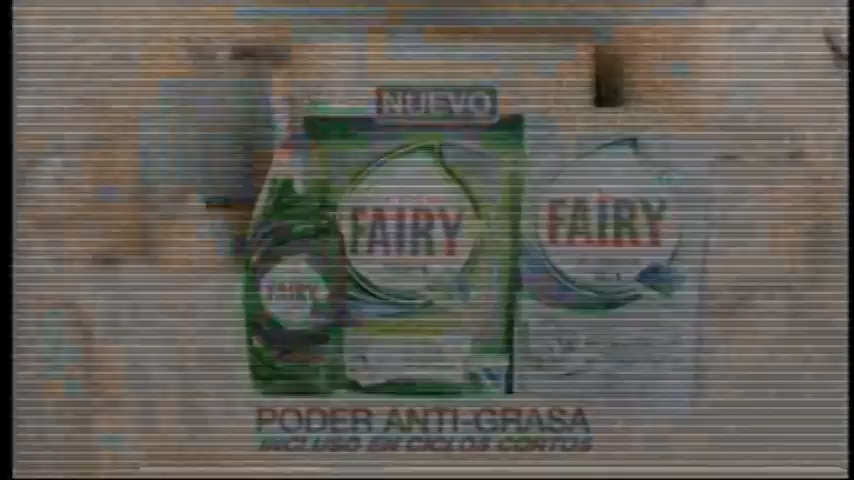 NUEVO
FAIRY
FAIRY
FAIRY
PODER ANTI-GRASA
INCLUSO EN CICLOS CORTOS